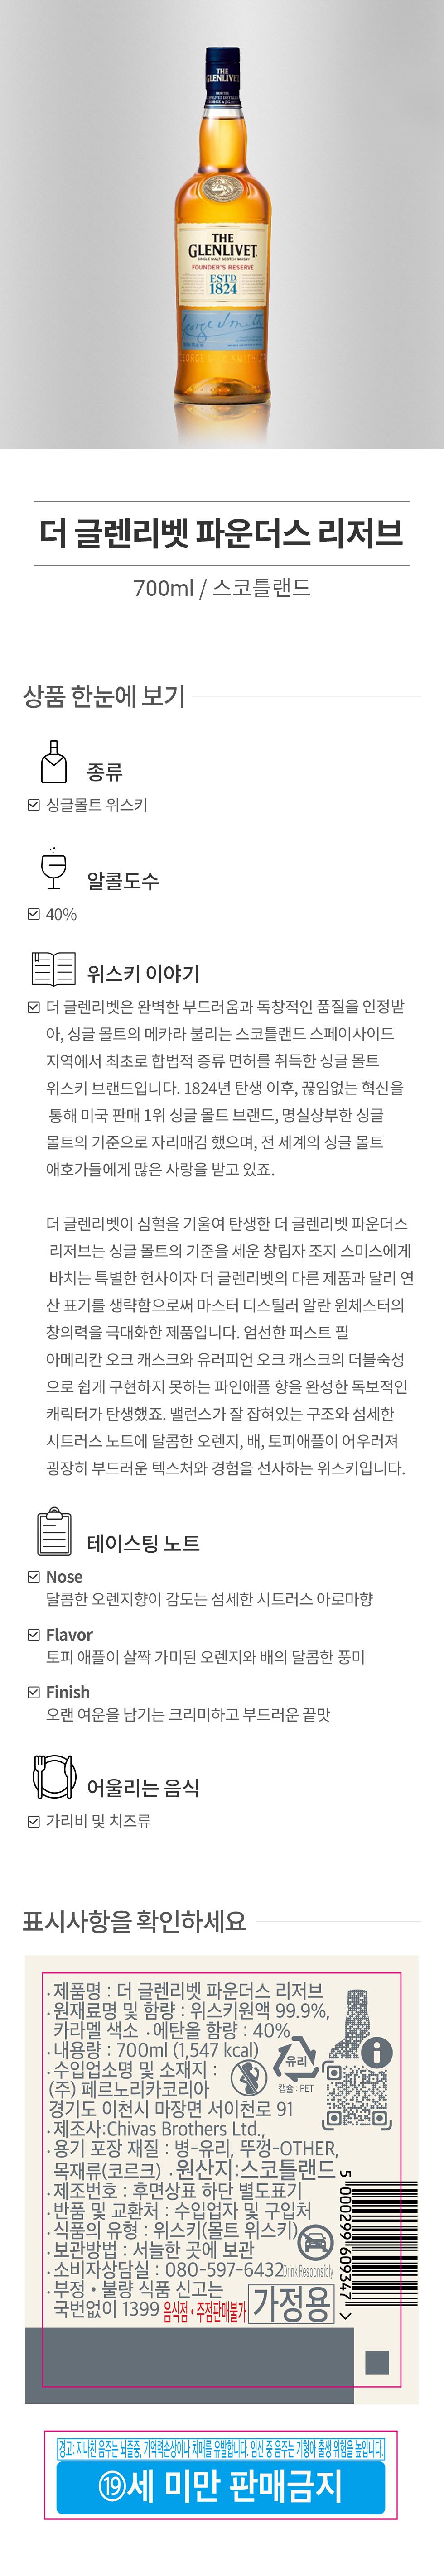 THE
GLENLIVET
THE
GLENLIVET
SINGLE MALT SCOTCH WHISKY
FOUNDER'S RESERVE
ESTD
1824
George Smith
더 글렌리벳 파운더스 리저브
700ml / 스코틀랜드
상품 한눈에 보기
종류
싱글몰트 위스키
알콜도수
40%
위스키 이야기
더 글렌리벳은 완벽한 부드러움과 독창적인 품질을 인정받
아, 싱글 몰트의 메카라 불리는 스코틀랜드 스페이사이드
지역에서 최초로 합법적 증류 면허를 취득한 싱글 몰트
위스키 브랜드입니다. 1824년 탄생 이후, 끊임없는 혁신을
통해 미국 판매 1위 싱글 몰트 브랜드, 명실상부한 싱글
몰트의 기준으로 자리매김 했으며, 전 세계의 싱글 몰트
애호가들에게 많은 사랑을 받고 있죠.
더 글렌리벳이 심혈을 기울여 탄생한 더 글렌리벳 파운더스
리저브는 싱글 몰트의 기준을 세운 창립자 조지 스미스에게
바치는 특별한 헌사이자 더 글렌리벳의 다른 제품과 달리 연
산 표기를 생략함으로써 마스터 디스틸러 알란 윈체스터의
창의력을 극대화한 제품입니다. 엄선한 퍼스트 필
아메리칸 오크 캐스크와 유러피언 오크 캐스크의 더블숙성
으로 쉽게 구현하지 못하는 파인애플 향을 완성한 독보적인
캐릭터가 탄생했죠. 밸런스가 잘 잡혀있는 구조와 섬세한
시트러스 노트에 달콤한 오렌지, 배, 토피애플이 어우러져
굉장히 부드러운 텍스처와 경험을 선사하는 위스키입니다.
테이스팅 노트
Nose
달콤한 오렌지향이 감도는 섬세한 시트러스 아로마향
Flavor
토피 애플이 살짝 가미된 오렌지와 배의 달콤한 풍미
Finish
오랜 여운을 남기는 크리미하고 부드러운 끝맛
어울리는 음식
가리비 및 치즈류
표시사항을 확인하세요
· 제품명 : 더 글렌리벳 파운더스 리저브
· 원재료명 및 함량 : 위스키원액 99.9%,
카라멜 색소 · 에탄올 함량 : 40%
· 내용량 : 700ml (1,547 kcal)
· 수입업소명 및 소재지 :
(주) 페르노리카코리아
유리
캡슐 : PET
경기도 이천시 마장면 서이천로 91
· 제조사:Chivas Brothers Ltd.,
· 용기 포장 재질 : 병-유리, 뚜껑-OTHER,
목재류(코르크) · 원산지:스코틀랜드
· 제조번호 : 후면상표 하단 별도표기
· 반품 및 교환처 : 수입업자 및 구입처
· 식품의 유형 : 위스키(몰트 위스키)
· 보관방법 : 서늘한 곳에 보관
· 소비자상담실 : 080-597-6432
Drink Responsibly
· 부정 • 불량 식품 신고는
국번없이 1399 음식점 • 주점판매불가
가정용
5 000299 609347 >
경고: 지나친 음주는 뇌졸중, 기억력손상이나 치매를 유발합니다. 임신 중 음주는 기형아 출생 위험을 높입니다.
⑲세 미만 판매금지